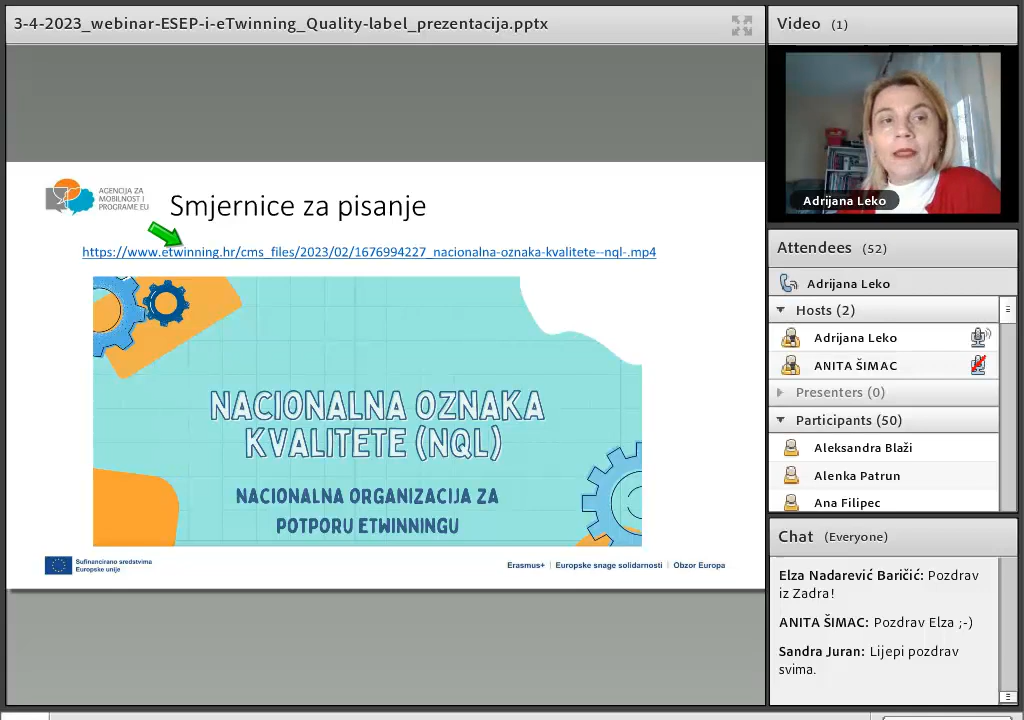 3-4-2023_webinar-ESEP-i-eTwinning_Quality-label_prezentacija.pptx
AGENCIJA ZA
MOBILNOST I
PROGRAME EU
Smjernice za pisanje
https://www.etwinning.hr/cms_files/2023/02/1676994227_nacionalna-oznaka-kvalitete--nql-.mp4
NACIONALNA OZNAKA
KVALITETE (NQL)
NACIONALNA ORGANIZACIJA ZA
POTPORU ETWINNINGU
Sufinancirano sredstvima
Europske unije
Erasmus+ | Europske snage solidarnosti | Obzor Europa
Video (1)
Adrijana Leko
Attendees (52)
Adrijana Leko
Hosts (2)
Adrijana Leko
ANITA ŠIMAC
Presenters (0)
Participants (50)
Aleksandra Blaži
Alenka Patrun
Ana Filipec
Chat (Everyone)
Elza Nadarević Baričić: Pozdrav
iz Zadra!
ANITA ŠIMAC: Pozdrav Elza ;-)
Sandra Juran: Lijepi pozdrav
svima.